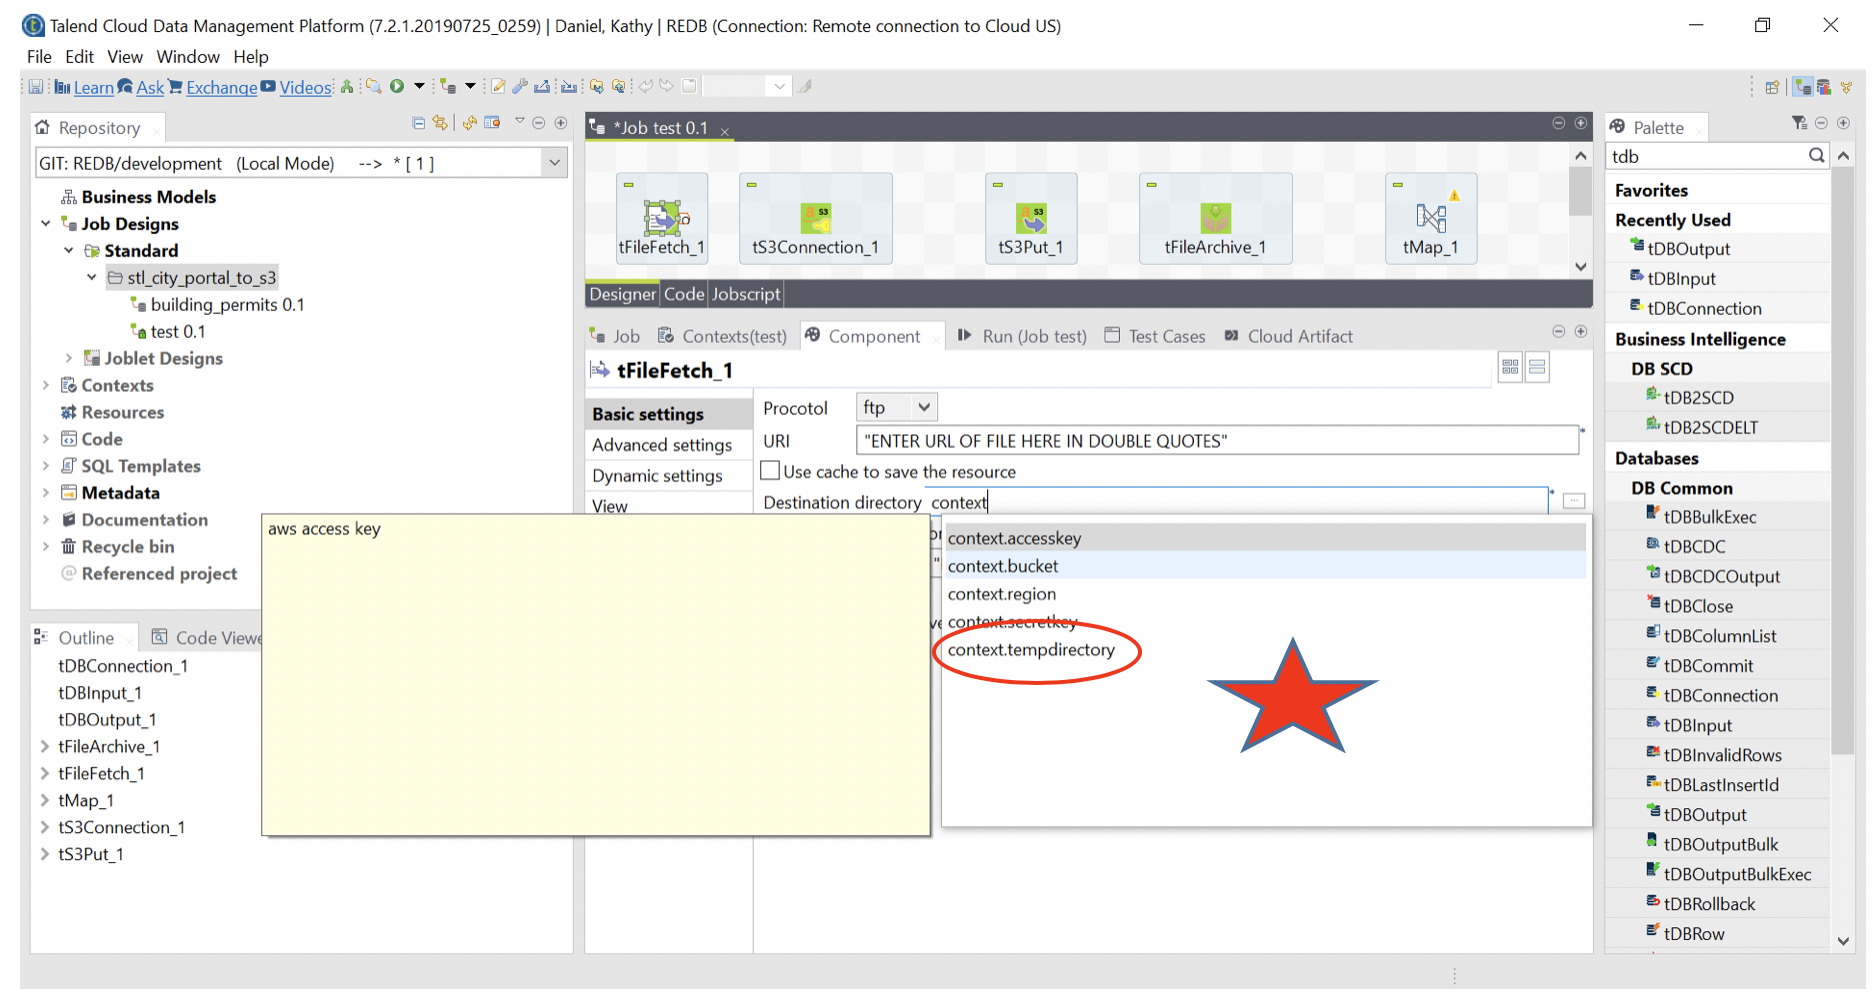 Talend Cloud Data Management Platform (7.2.1.20190725_0259) | Daniel, Kathy | REDB (Connection: Remote connection to Cloud US)
File Edit View Window Help
Learn Ask Exchange Videos
Repository
GIT: REDB/development (Local Mode) --> * [ 1 ]
Business Models
Job Designs
Standard
stl_city_portal_to_s3
building_permits 0.1
test 0.1
Joblet Designs
Contexts
Resources
Code
SQL Templates
Metadata
Documentation
Recycle bin
Referenced project
Outline
Code Viewe
tDBConnection_1
tDBInput_1
tDBOutput_1
tFileArchive_1
tFileFetch_1
tMap_1
tS3Connection_1
tS3Put_1
aws access key
*Job test 0.1
tFileFetch_1
tS3Connection_1
tS3Put_1
tFileArchive_1
tMap_1
Designer Code Jobscript
Job Contexts(test) Component Run (Job test) Test Cases Cloud Artifact
tFileFetch_1
Basic settings
Advanced settings
Dynamic settings
View
Procotol ftp
URI "ENTER URL OF FILE HERE IN DOUBLE QUOTES" *
Use cache to save the resource
Destination directory context * ...
context.accesskey
context.bucket
context.region
context.secretkey
context.tempdirectory
Palette
tdb
Favorites
Recently Used
tDBOutput
tDBInput
tDBConnection
Business Intelligence
DB SCD
tDB2SCD
tDB2SCDELT
Databases
DB Common
tDBBulkExec
tDBCDC
tDBCDCOutput
tDBClose
tDBColumnList
tDBCommit
tDBConnection
tDBInput
tDBInvalidRows
tDBLastInsertId
tDBOutput
tDBOutputBulk
tDBOutputBulkExec
tDBRollback
tDBRow